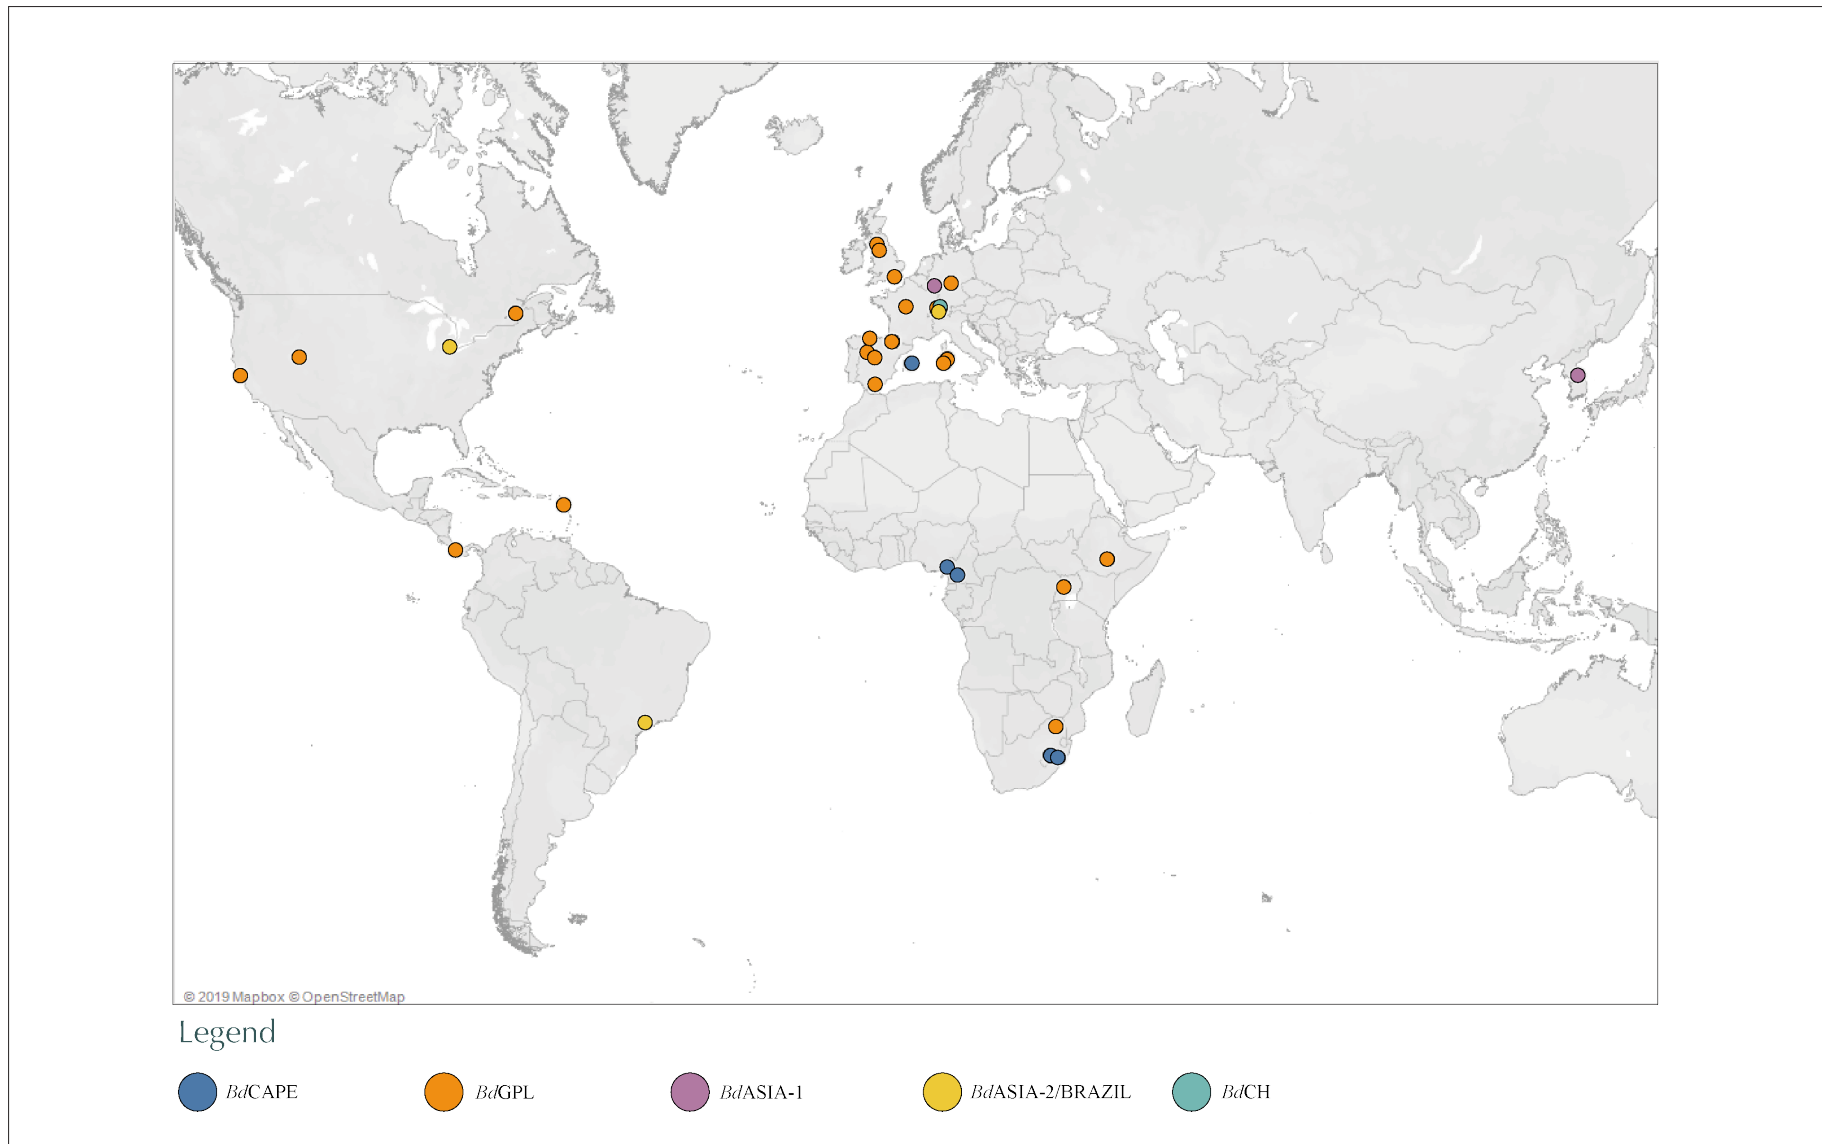 © 2019 Mapbox © OpenStreetMap
Legend
BdCAPE
BdGPL
BdASIA-1
BdASIA-2/BRAZIL
BdCH